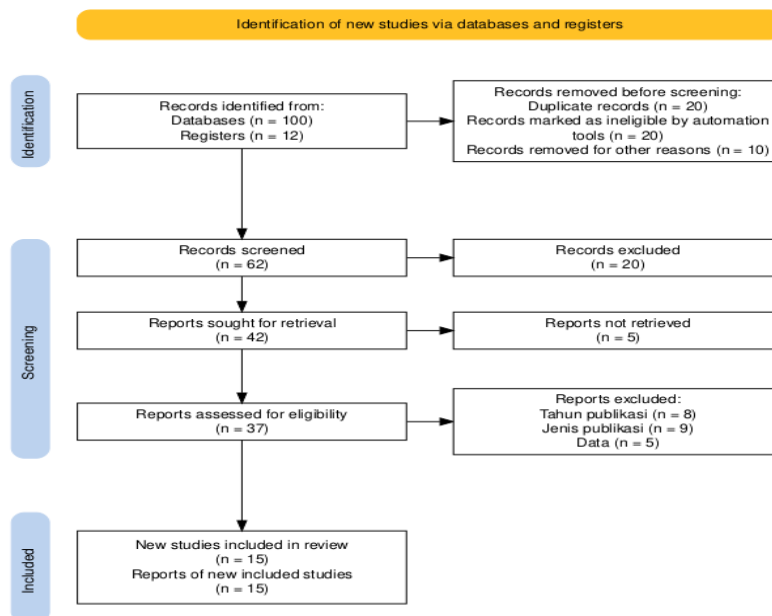 Identification of new studies via databases and registers
Identification
Records identified from:
Databases (n = 100)
Registers (n = 12)
Records removed before screening:
Duplicate records (n = 20)
Records marked as ineligible by automation
tools (n = 20)
Records removed for other reasons (n = 10)
Screening
Records screened
(n = 62)
Records excluded
(n = 20)
Reports sought for retrieval
(n = 42)
Reports not retrieved
(n = 5)
Reports assessed for eligibility
(n = 37)
Reports excluded:
Tahun publikasi (n = 8)
Jenis publikasi (n = 9)
Data (n = 5)
Included
New studies included in review
(n = 15)
Reports of new included studies
(n = 15)